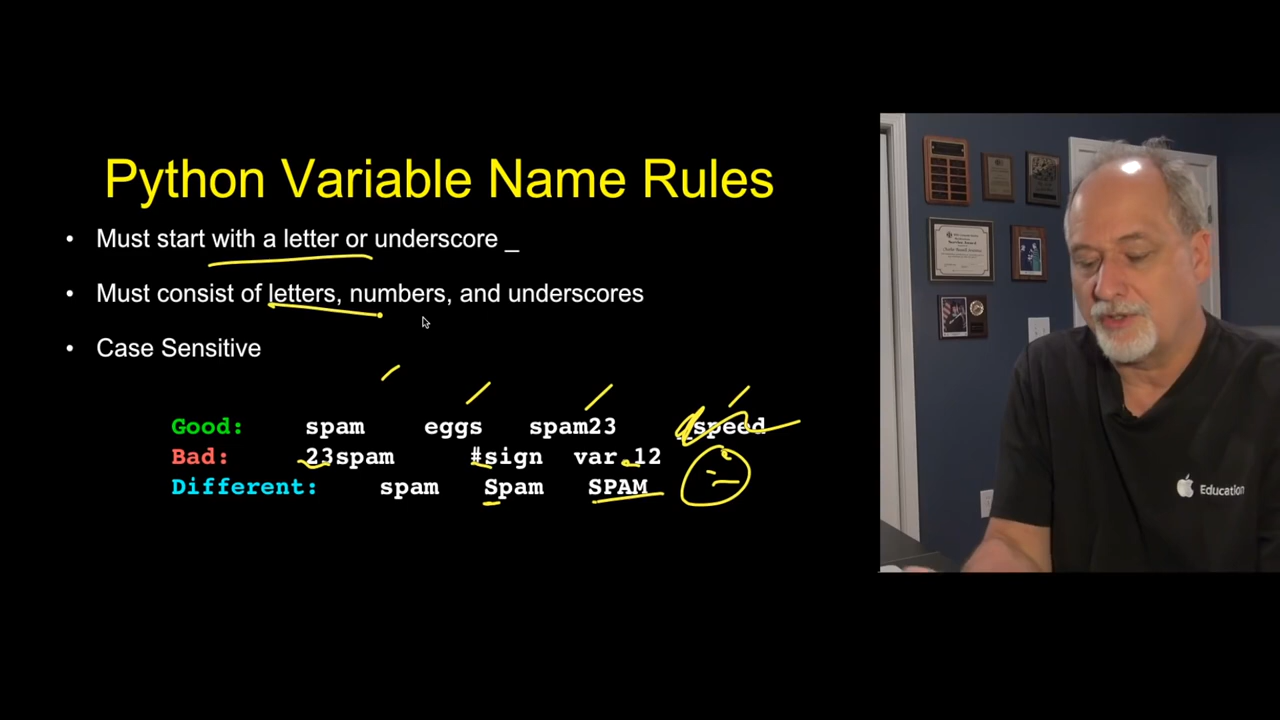 Python Variable Name Rules
• Must start with a letter or underscore _
• Must consist of letters, numbers, and underscores
• Case Sensitive
Good: spam eggs spam23 _speed
Bad: 23spam #sign var.12
Different: spam Spam SPAM
Education